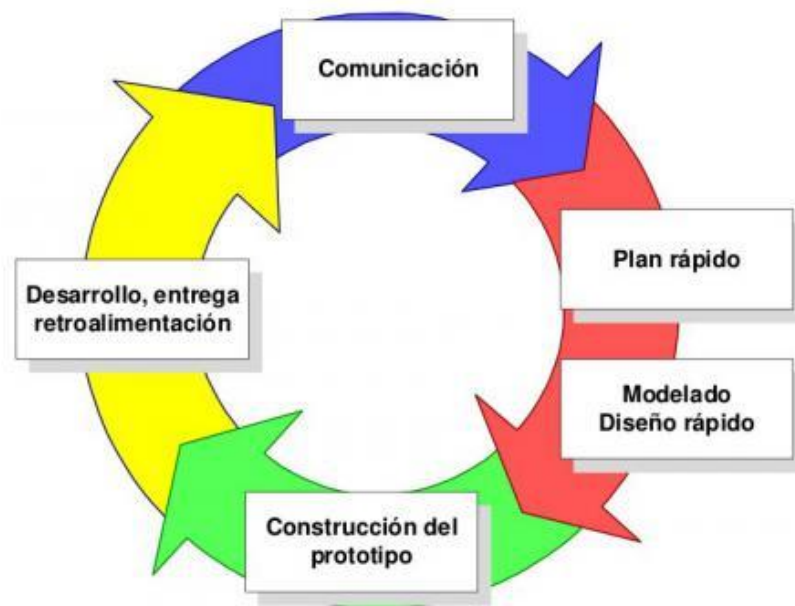 Comunicación
Plan rápido
Modelado
Diseño rápido
Construcción del
prototipo
Desarrollo, entrega
retroalimentación